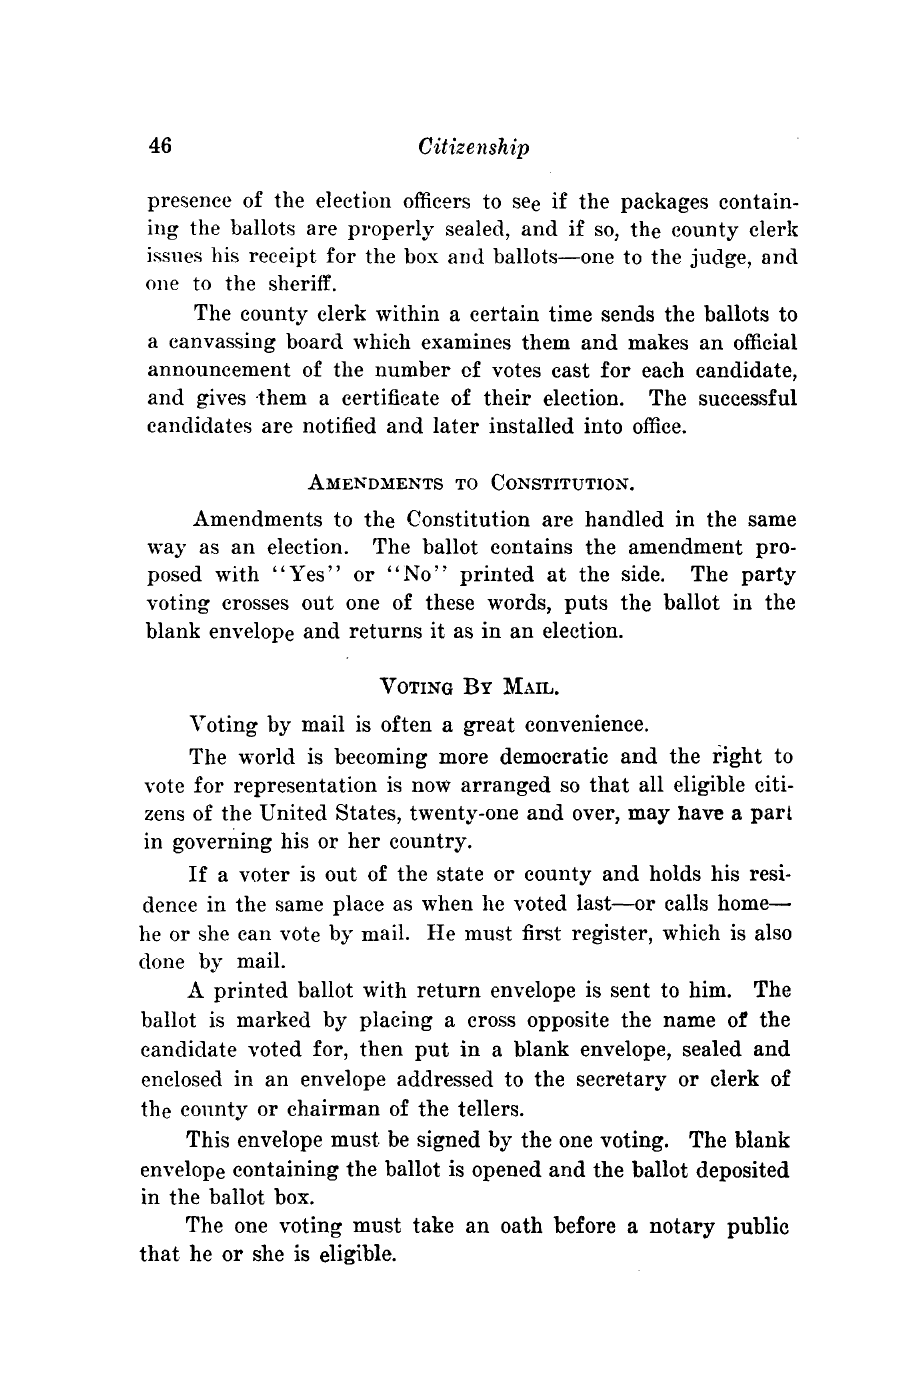 46 Citizenship
presence of the election officers to see if the packages contain-
ing the ballots are properly sealed, and if so, the county clerk
issues his receipt for the box and ballots—one to the judge, and
one to the sheriff.
The county clerk within a certain time sends the ballots to
a canvassing board which examines them and makes an official
announcement of the number of votes cast for each candidate,
and gives them a certificate of their election. The successful
candidates are notified and later installed into office.
AMENDMENTS TO CONSTITUTION.
Amendments to the Constitution are handled in the same
way as an election. The ballot contains the amendment pro-
posed with "Yes" or "No" printed at the side. The party
voting crosses out one of these words, puts the ballot in the
blank envelope and returns it as in an election.
VOTING BY MAIL.
Voting by mail is often a great convenience.
The world is becoming more democratic and the right to
vote for representation is now arranged so that all eligible citi-
zens of the United States, twenty-one and over, may have a part
in governing his or her country.
If a voter is out of the state or county and holds his resi-
dence in the same place as when he voted last—or calls home—
he or she can vote by mail. He must first register, which is also
done by mail.
A printed ballot with return envelope is sent to him. The
ballot is marked by placing a cross opposite the name of the
candidate voted for, then put in a blank envelope, sealed and
enclosed in an envelope addressed to the secretary or clerk of
the county or chairman of the tellers.
This envelope must be signed by the one voting. The blank
envelope containing the ballot is opened and the ballot deposited
in the ballot box.
The one voting must take an oath before a notary public
that he or she is eligible.